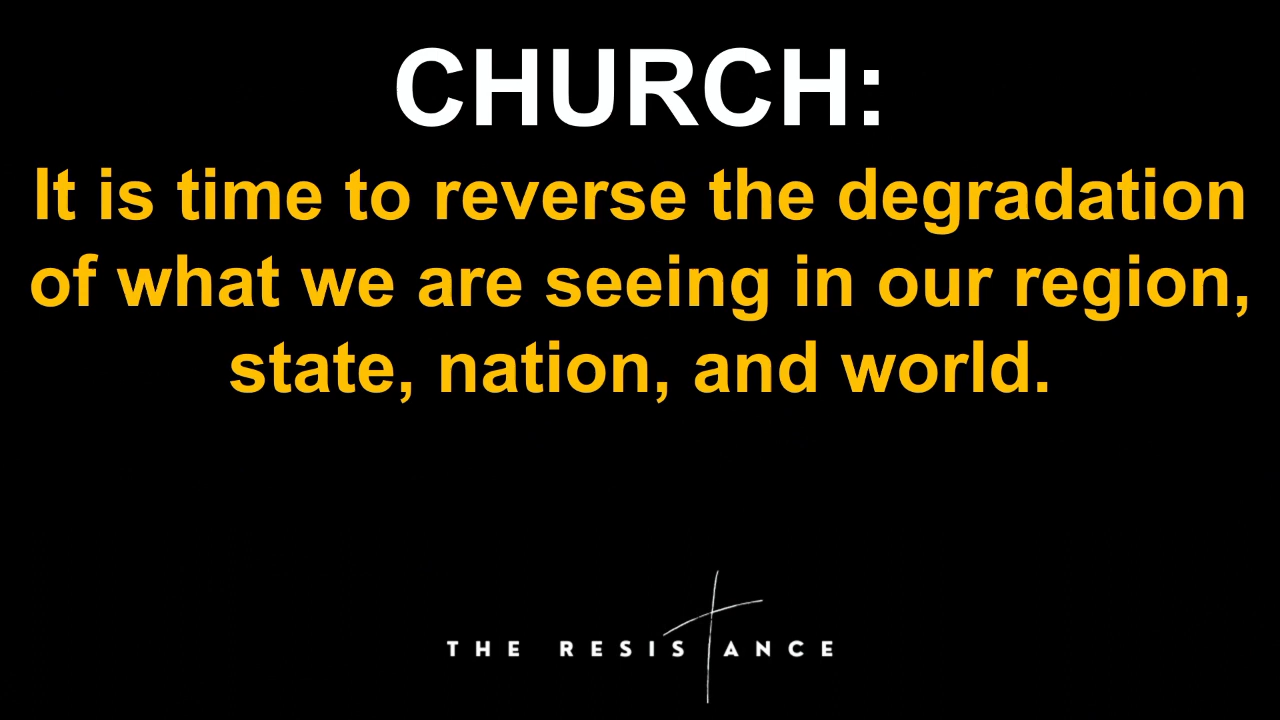 CHURCH:
It is time to reverse the degradation
of what we are seeing in our region,
state, nation, and world.
THE RESISTANCE